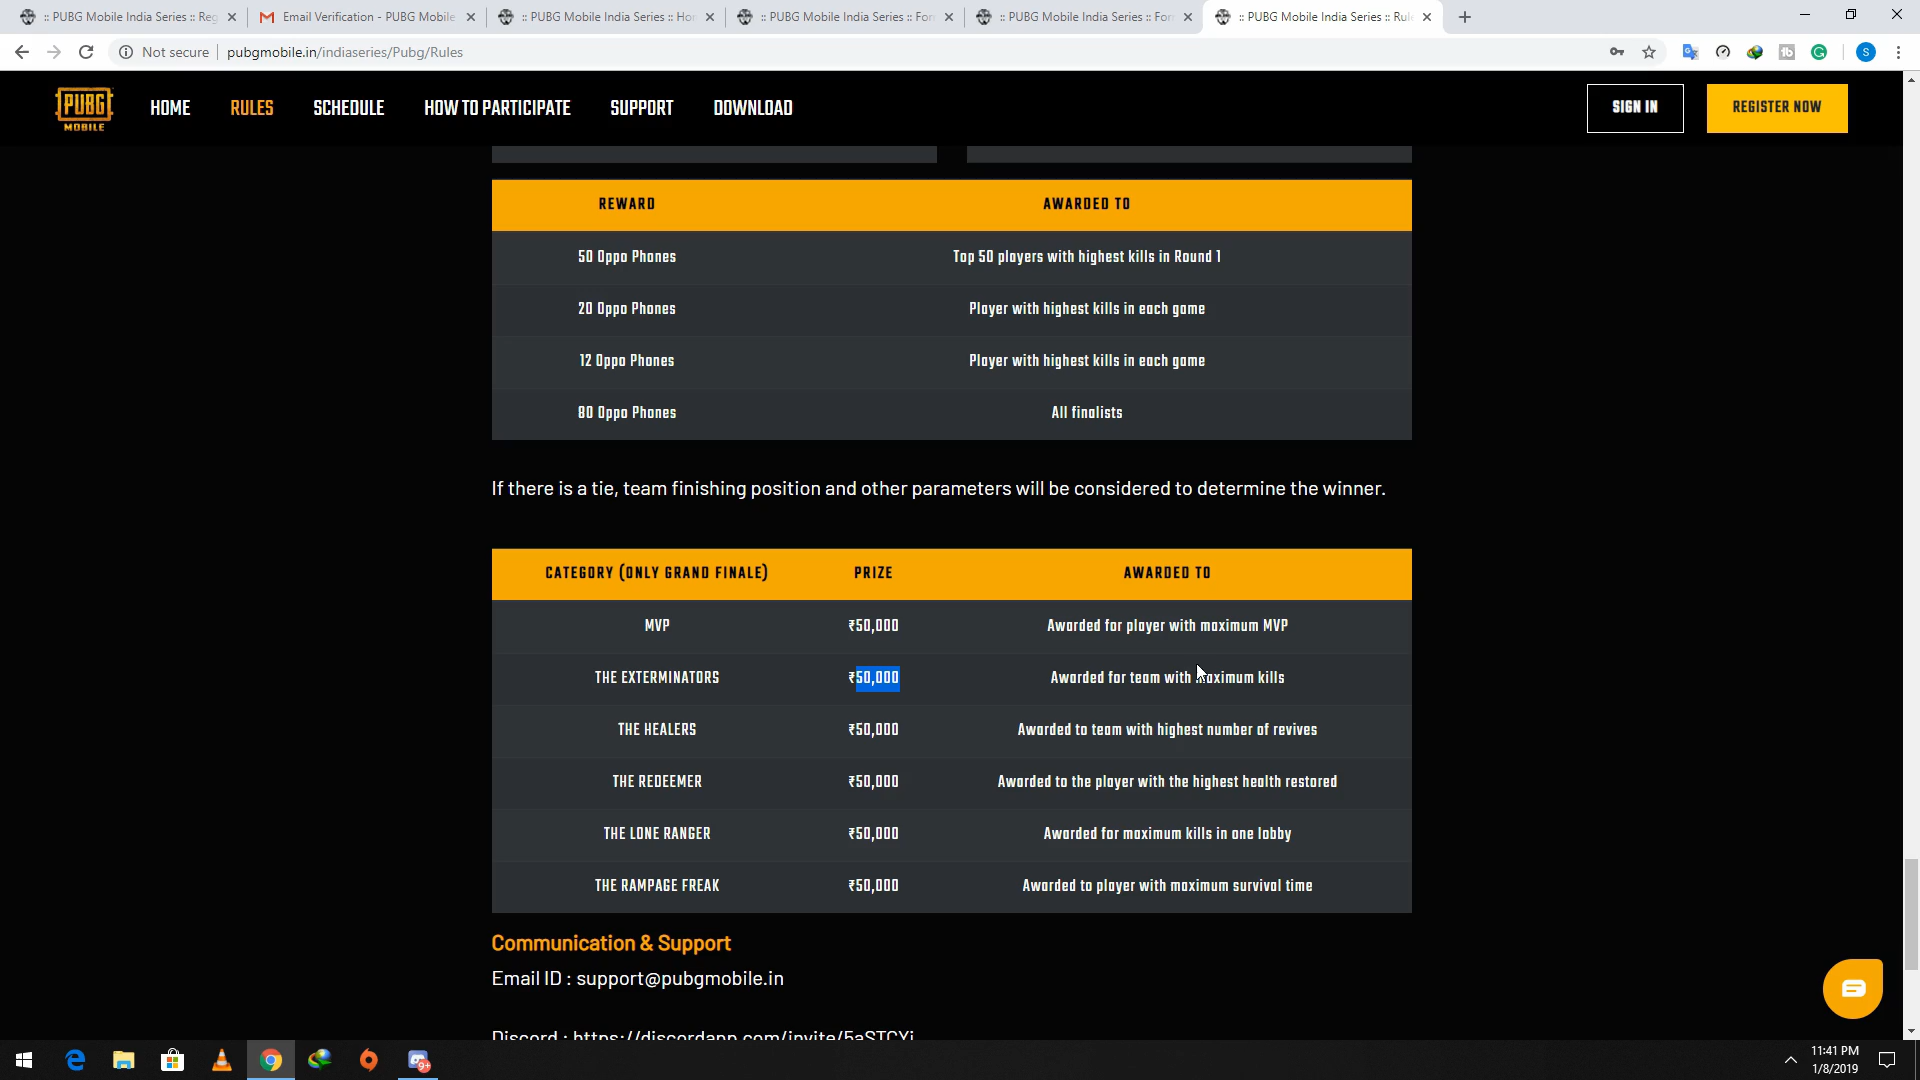 :: PUBG Mobile India Series :: Reg
Email Verification - PUBG Mobile
:: PUBG Mobile India Series :: Ho
:: PUBG Mobile India Series :: For
:: PUBG Mobile India Series :: For
:: PUBG Mobile India Series :: Rul
Not secure
pubgmobile.in/indiaseries/Pubg/Rules
S
PUBG
MOBILE
HOME
RULES
SCHEDULE
HOW TO PARTICIPATE
SUPPORT
DOWNLOAD
SIGN IN
REGISTER NOW
REWARD AWARDED TO
50 Oppo Phones Top 50 players with highest kills in Round 1
20 Oppo Phones Player with highest kills in each game
12 Oppo Phones Player with highest kills in each game
80 Oppo Phones All finalists
If there is a tie, team finishing position and other parameters will be considered to determine the winner.
CATEGORY (ONLY GRAND FINALE) PRIZE AWARDED TO
MVP ₹50,000 Awarded for player with maximum MVP
THE EXTERMINATORS ₹50,000 Awarded for team with maximum kills
THE HEALERS ₹50,000 Awarded to team with highest number of revives
THE REDEEMER ₹50,000 Awarded to the player with the highest health restored
THE LONE RANGER ₹50,000 Awarded for maximum kills in one lobby
THE RAMPAGE FREAK ₹50,000 Awarded to player with maximum survival time
Communication & Support
Email ID : support@pubgmobile.in
Discord : https://discordapp.com/invite/5aSTCYj
9+
11:41 PM
1/8/2019